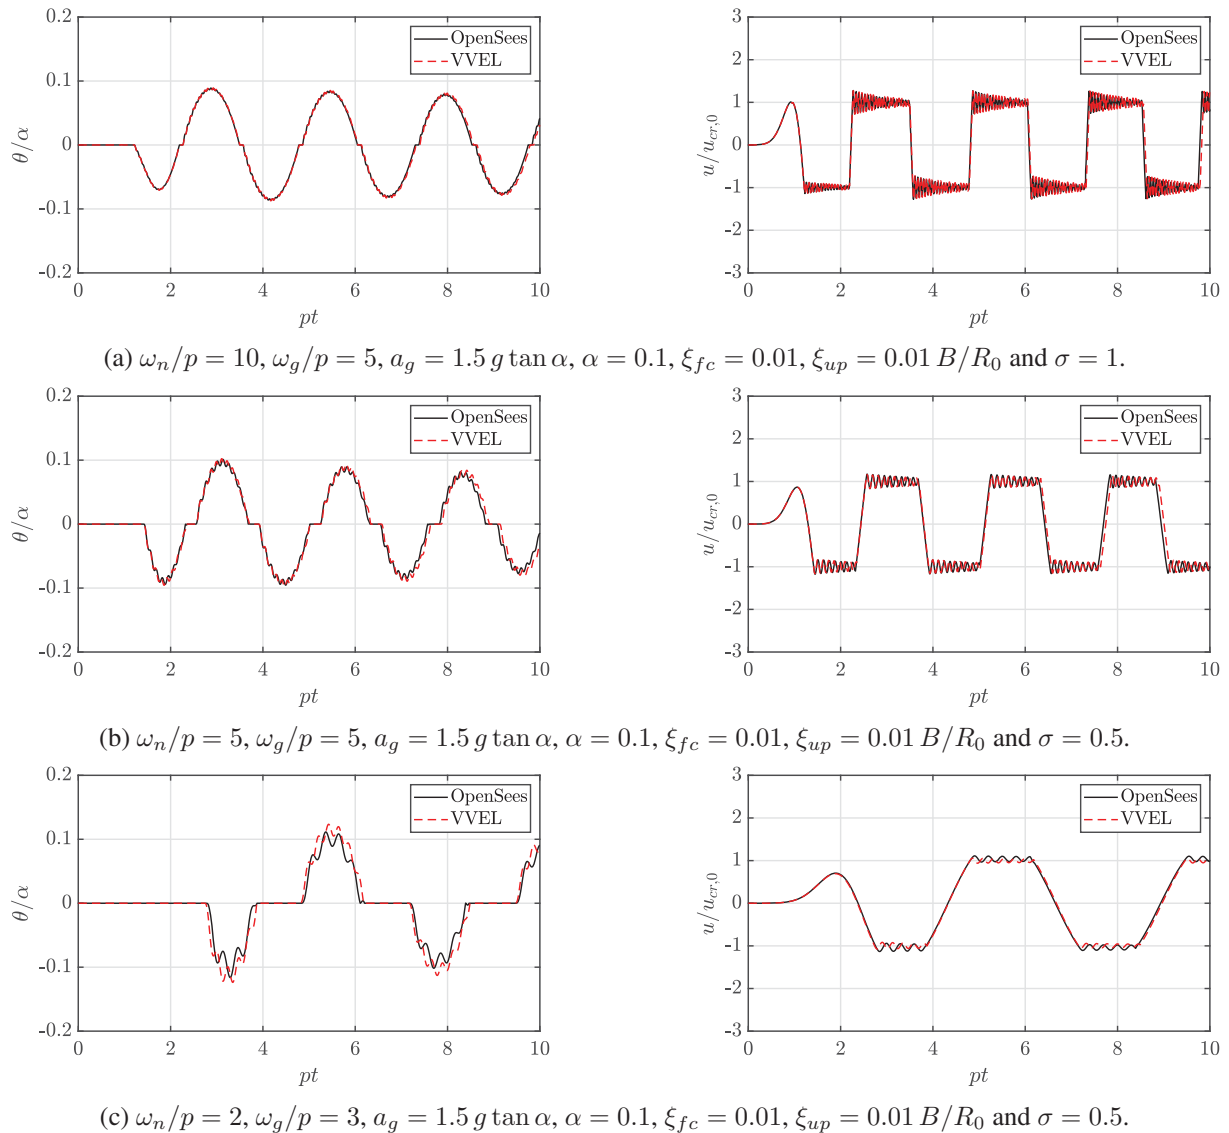 0.2
0.1
0
-0.1
-0.2
θ/α
OpenSees
VVEL
0 2 4 6 8 10
pt
3
2
1
0
-1
-2
-3
u/u_{cr,0}
OpenSees
VVEL
0 2 4 6 8 10
pt
(a) ω_n/p = 10, ω_g/p = 5, a_g = 1.5 g tan α, α = 0.1, ξ_{fc} = 0.01, ξ_{up} = 0.01 B/R_0 and σ = 1.
0.2
0.1
0
-0.1
-0.2
θ/α
OpenSees
VVEL
0 2 4 6 8 10
pt
3
2
1
0
-1
-2
-3
u/u_{cr,0}
OpenSees
VVEL
0 2 4 6 8 10
pt
(b) ω_n/p = 5, ω_g/p = 5, a_g = 1.5 g tan α, α = 0.1, ξ_{fc} = 0.01, ξ_{up} = 0.01 B/R_0 and σ = 0.5.
0.2
0.1
0
-0.1
-0.2
θ/α
OpenSees
VVEL
0 2 4 6 8 10
pt
3
2
1
0
-1
-2
-3
u/u_{cr,0}
OpenSees
VVEL
0 2 4 6 8 10
pt
(c) ω_n/p = 2, ω_g/p = 3, a_g = 1.5 g tan α, α = 0.1, ξ_{fc} = 0.01, ξ_{up} = 0.01 B/R_0 and σ = 0.5.